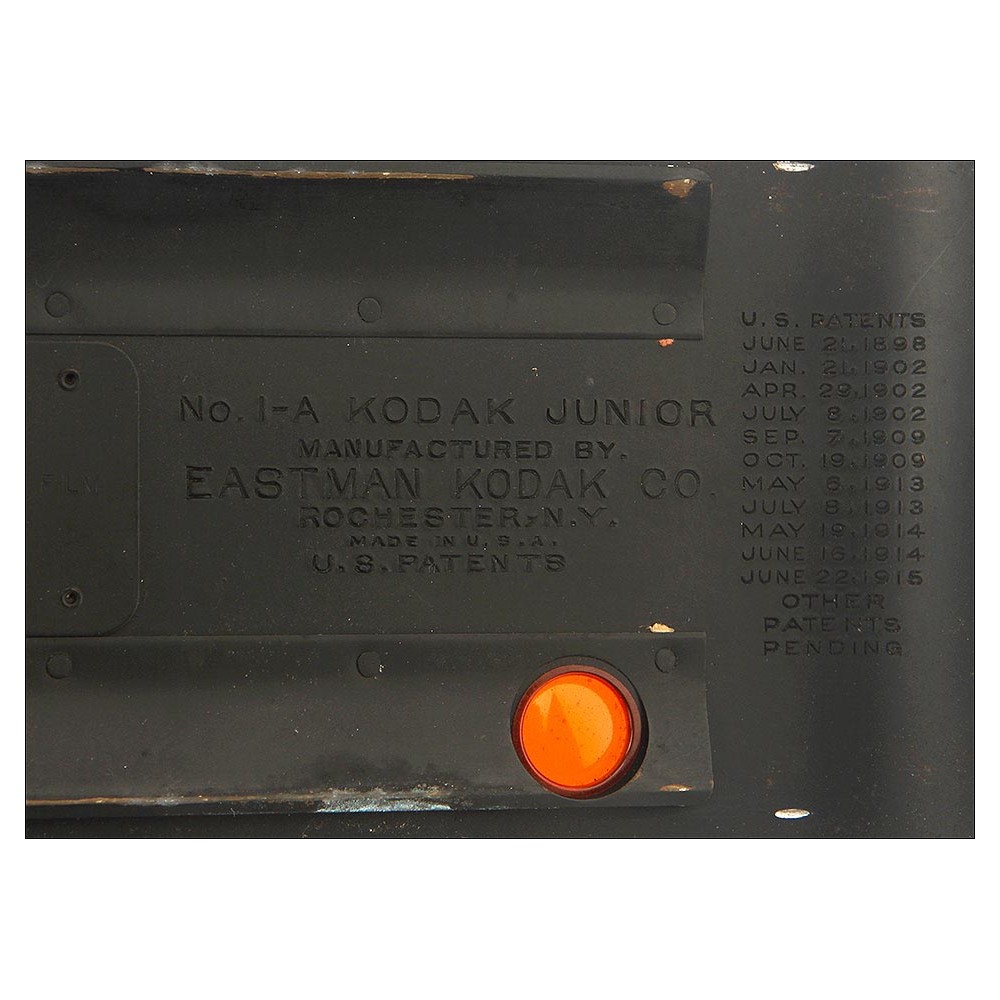 FILM
No. 1-A KODAK JUNIOR
MANUFACTURED BY.
EASTMAN KODAK CO.
ROCHESTER, N.Y.
MADE IN U.S.A.
U.S. PATENTS
U.S. PATENTS
JUNE 21.1898
JAN. 21.1902
APR. 29.1902
JULY 8.1902
SEP. 7.1909
OCT. 19.1909
MAY 6.1913
JULY 8.1913
MAY 19.1914
JUNE 16.1914
JUNE 22.1915
OTHER
PATENTS
PENDING